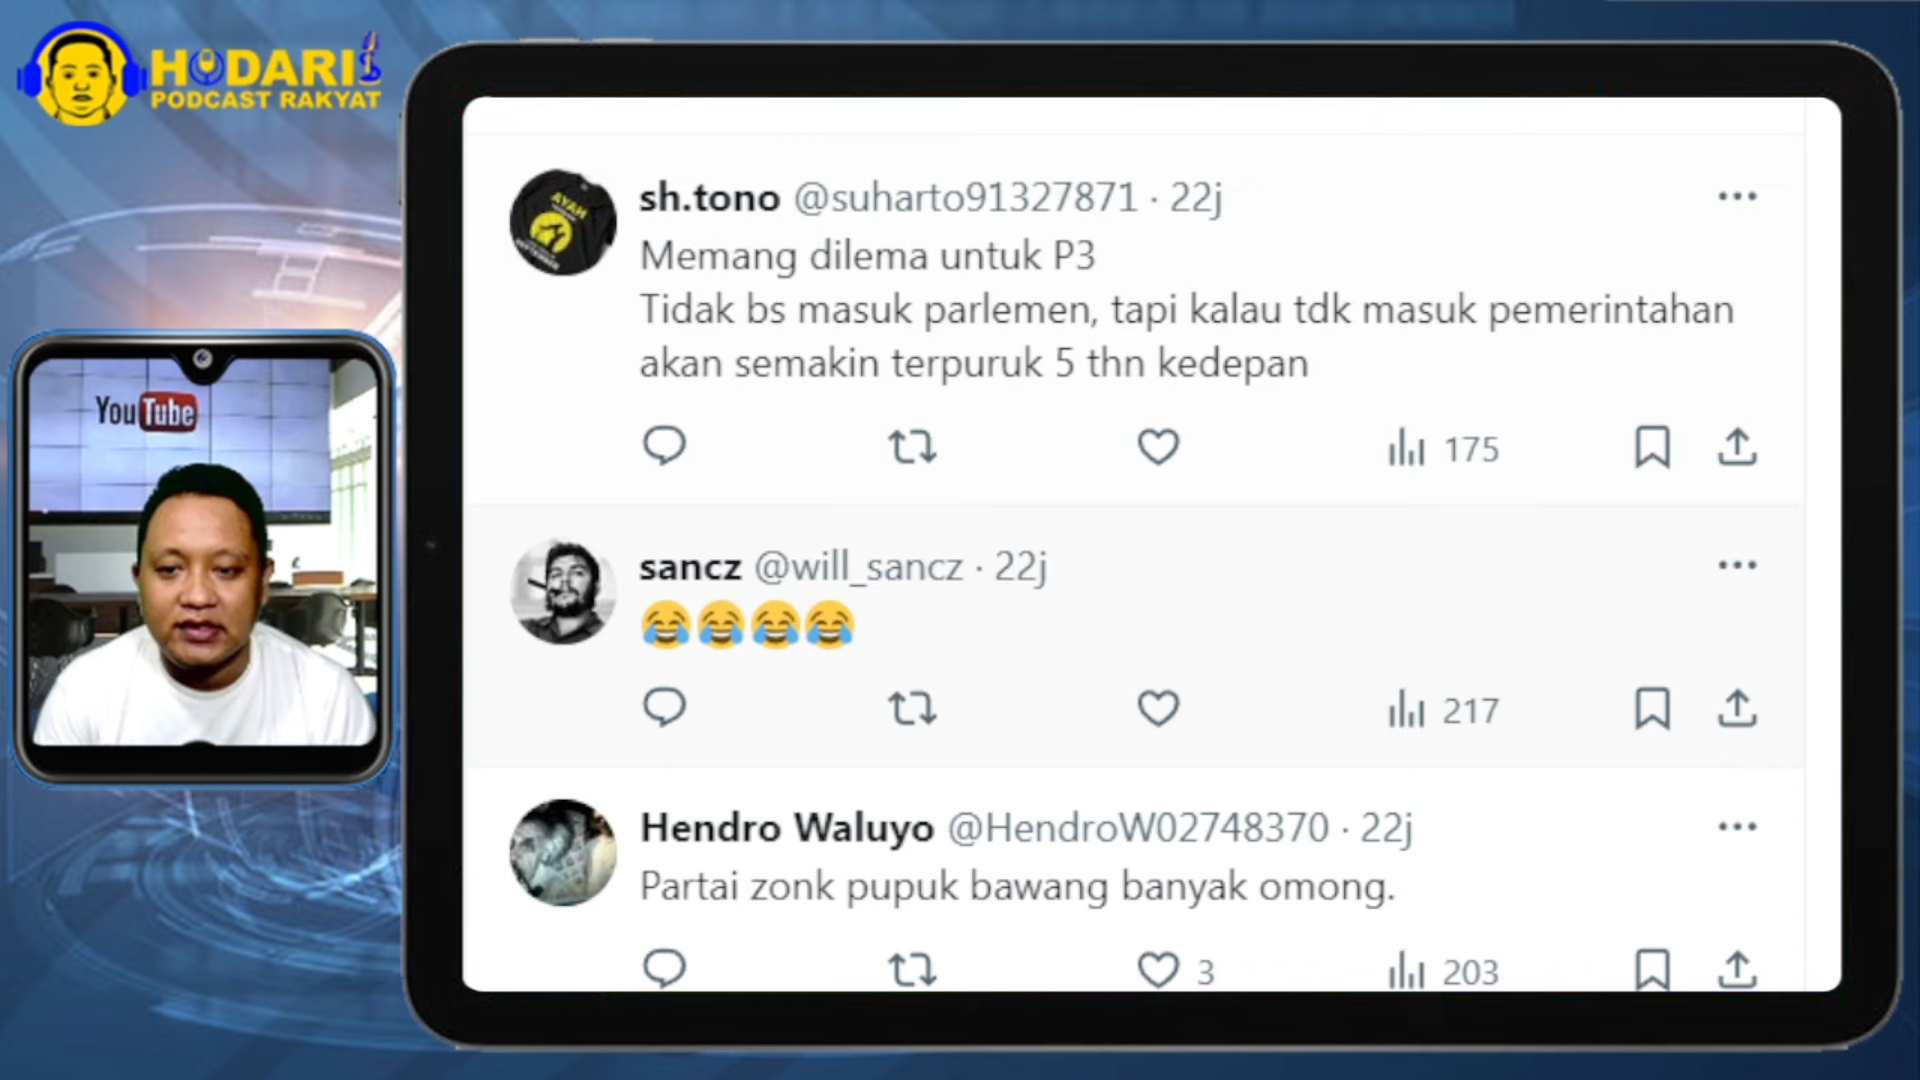 HODARI
PODCAST RAKYAT
YouTube
sh.tono @suharto91327871 · 22j
Memang dilema untuk P3
Tidak bs masuk parlemen, tapi kalau tdk masuk pemerintahan
akan semakin terpuruk 5 thn kedepan
175
sancz @will_sancz · 22j
😂😂😂😂
217
Hendro Waluyo @HendroW02748370 · 22j
Partai zonk pupuk bawang banyak omong.
3 203
AYAH